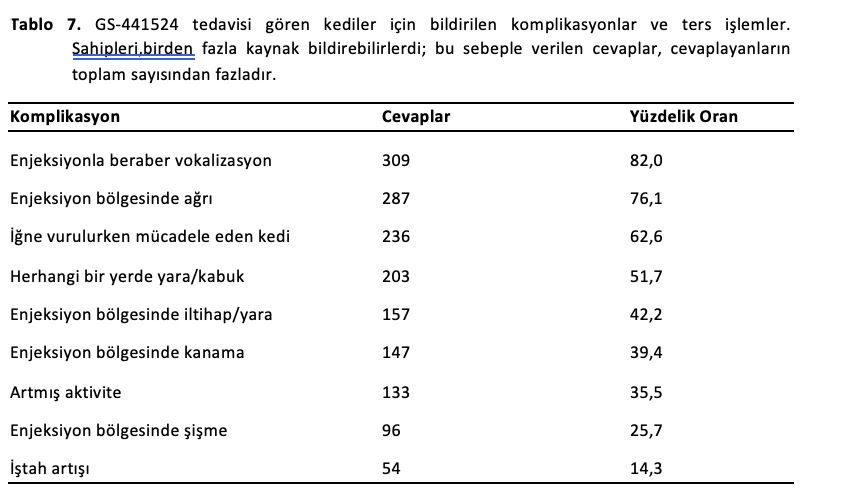 Tablo 7. GS-441524 tedavisi gören kediler için bildirilen komplikasyonlar ve ters işlemler.
Sahipleri,birden fazla kaynak bildirebilirlerdi; bu sebeple verilen cevaplar, cevaplayanların
toplam sayısından fazladır.
Komplikasyon Cevaplar Yüzdelik Oran
Enjeksiyonla beraber vokalizasyon 309 82,0
Enjeksiyon bölgesinde ağrı 287 76,1
İğne vurulurken mücadele eden kedi 236 62,6
Herhangi bir yerde yara/kabuk 203 51,7
Enjeksiyon bölgesinde iltihap/yara 157 42,2
Enjeksiyon bölgesinde kanama 147 39,4
Artmış aktivite 133 35,5
Enjeksiyon bölgesinde şişme 96 25,7
İştah artışı 54 14,3